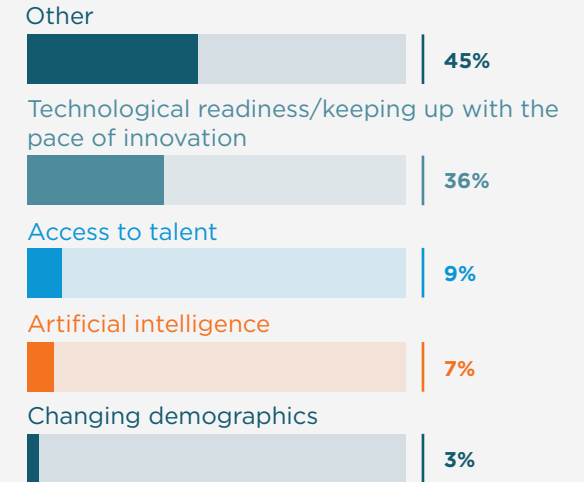 Other
45%
Technological readiness/keeping up with the
pace of innovation
36%
Access to talent
9%
Artificial intelligence
7%
Changing demographics
3%